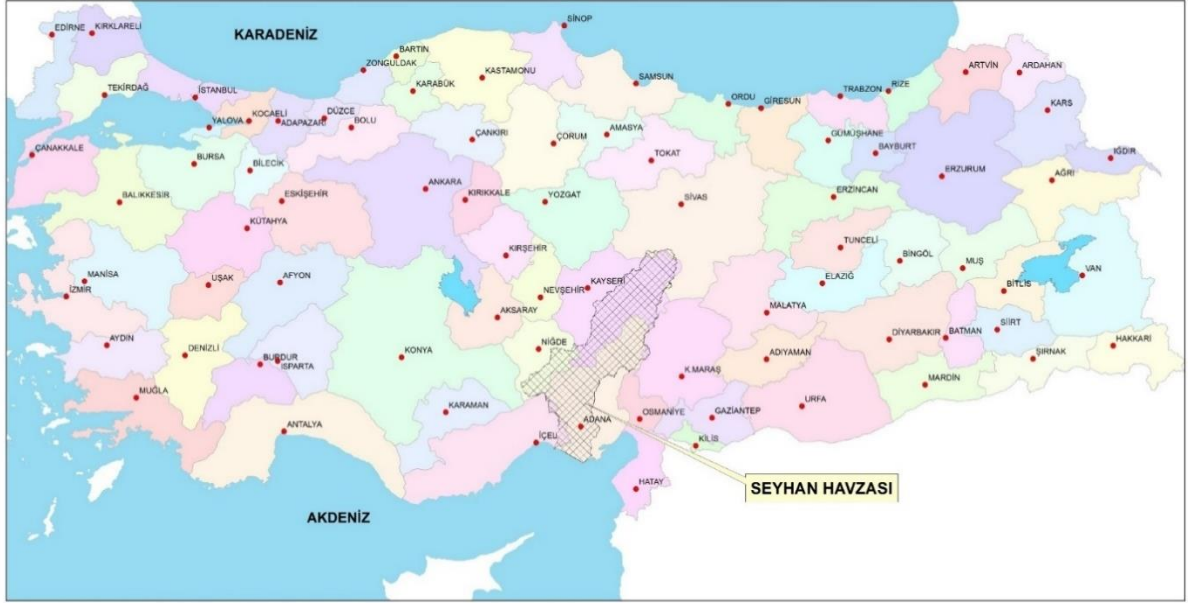 SİNOP
EDİRNE
KIRKLARELİ
KARADENİZ
BARTIN
ZONGULDAK
KASTAMONU
KARABÜK
SAMSUN
ARTVİN
ARDAHAN
TEKİRDAĞ
İSTANBUL
ORDU
GİRESUN
TRABZON
RİZE
KARS
YALOVA
KOCAELİ
ADAPAZARI
DÜZCE
BOLU
ÇANKIRI
ÇORUM
AMASYA
GÜMÜŞHANE
BAYBURT
IĞDIR
ÇANAKKALE
BURSA
BİLECİK
TOKAT
ERZURUM
AĞRI
BALIKKESİR
ESKİŞEHİR
ANKARA
KIRIKKALE
YOZGAT
SİVAS
ERZİNCAN
KÜTAHYA
KIRŞEHİR
TUNCELİ
BİNGÖL
MUŞ
MANİSA
İZMİR
UŞAK
AFYON
NEVŞEHİR
KAYSERİ
ELAZIĞ
BİTLİS
VAN
AKSARAY
MALATYA
AYDIN
DENİZLİ
BURDUR
ISPARTA
KONYA
NİĞDE
ADIYAMAN
DİYARBAKIR
BATMAN
SİİRT
ŞIRNAK
HAKKARİ
MUĞLA
KARAMAN
K.MARAŞ
MARDİN
ANTALYA
İÇEL
ADANA
OSMANİYE
GAZİANTEP
URFA
KİLİS
HATAY
SEYHAN HAVZASI
AKDENİZ